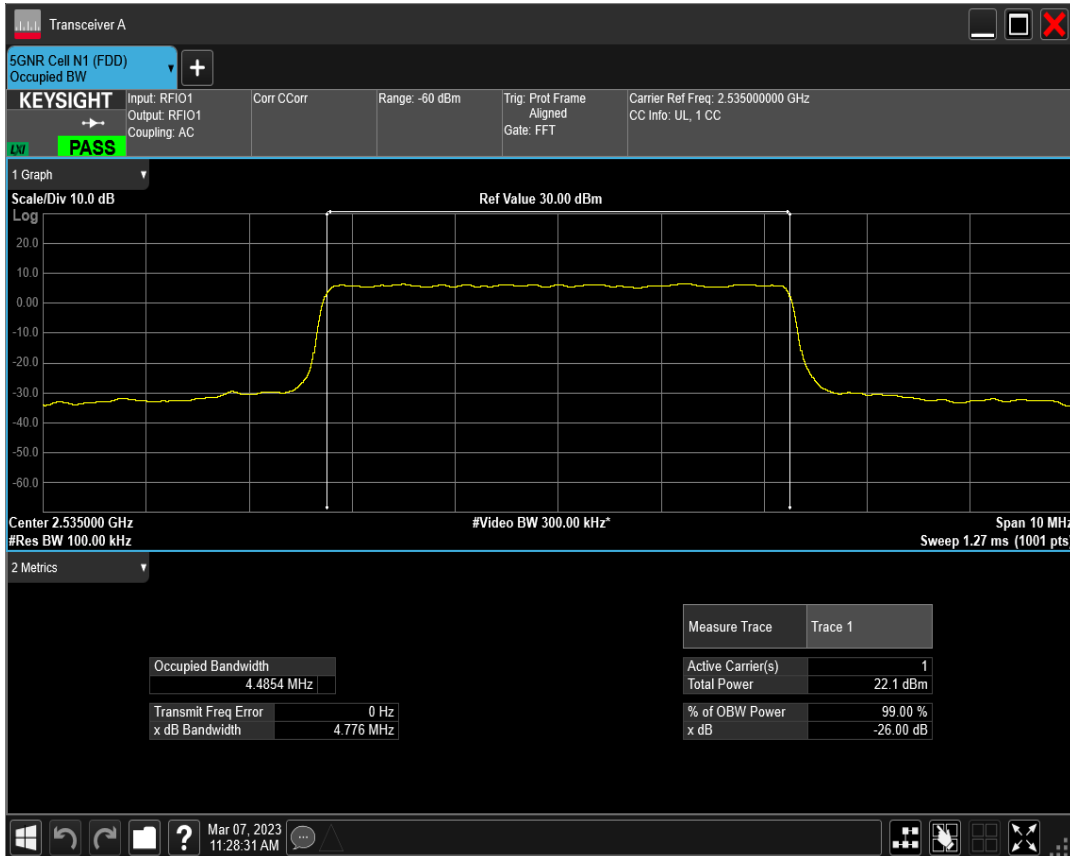 Transceiver A
5GNR Cell N1 (FDD)
Occupied BW
+
KEYSIGHT
LXI
PASS
Input: RFIO1
Output: RFIO1
Coupling: AC
Corr CCorr
Range: -60 dBm
Trig: Prot Frame
Aligned
Gate: FFT
Carrier Ref Freq: 2.535000000 GHz
CC Info: UL, 1 CC
1 Graph
Scale/Div 10.0 dB
Ref Value 30.00 dBm
Log
20.0
10.0
0.00
-10.0
-20.0
-30.0
-40.0
-50.0
-60.0
Center 2.535000 GHz
#Video BW 300.00 kHz*
Span 10 MHz
#Res BW 100.00 kHz
Sweep 1.27 ms (1001 pts)
2 Metrics
Measure Trace Trace 1
Occupied Bandwidth
4.4854 MHz
Active Carrier(s) 1
Total Power 22.1 dBm
Transmit Freq Error 0 Hz
x dB Bandwidth 4.776 MHz
% of OBW Power 99.00 %
x dB -26.00 dB
?
Mar 07, 2023
11:28:31 AM